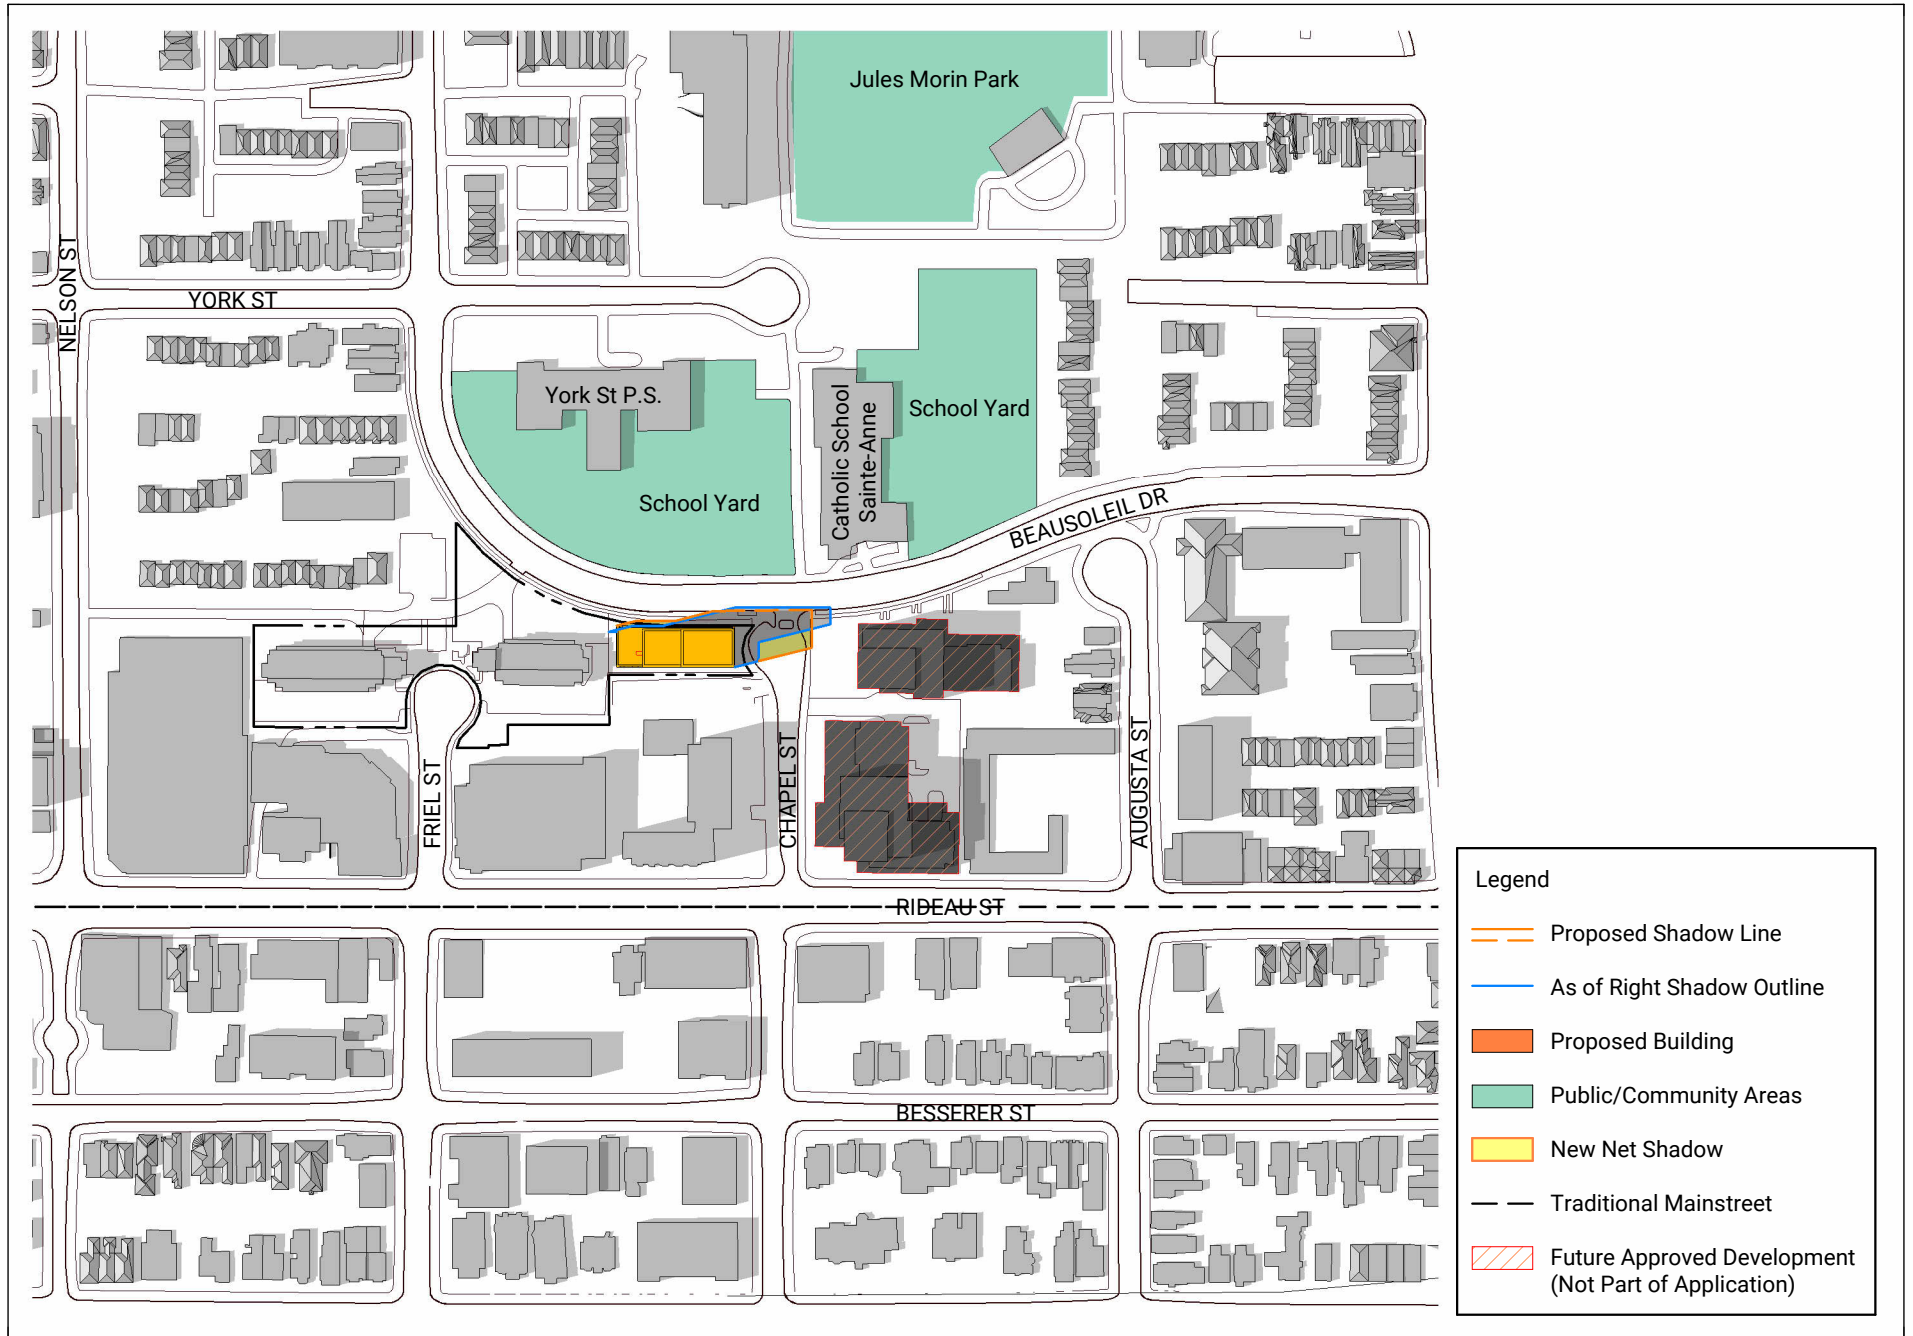 Jules Morin Park
NELSON ST
YORK ST
York St P.S.
School Yard
Catholic School
Sainte-Anne
School Yard
BEAUSOLEIL DR
FRIEL ST
CHAPEL ST
AUGUSTA ST
RIDEAU ST
BESSERER ST
Legend
Proposed Shadow Line
As of Right Shadow Outline
Proposed Building
Public/Community Areas
New Net Shadow
Traditional Mainstreet
Future Approved Development
(Not Part of Application)